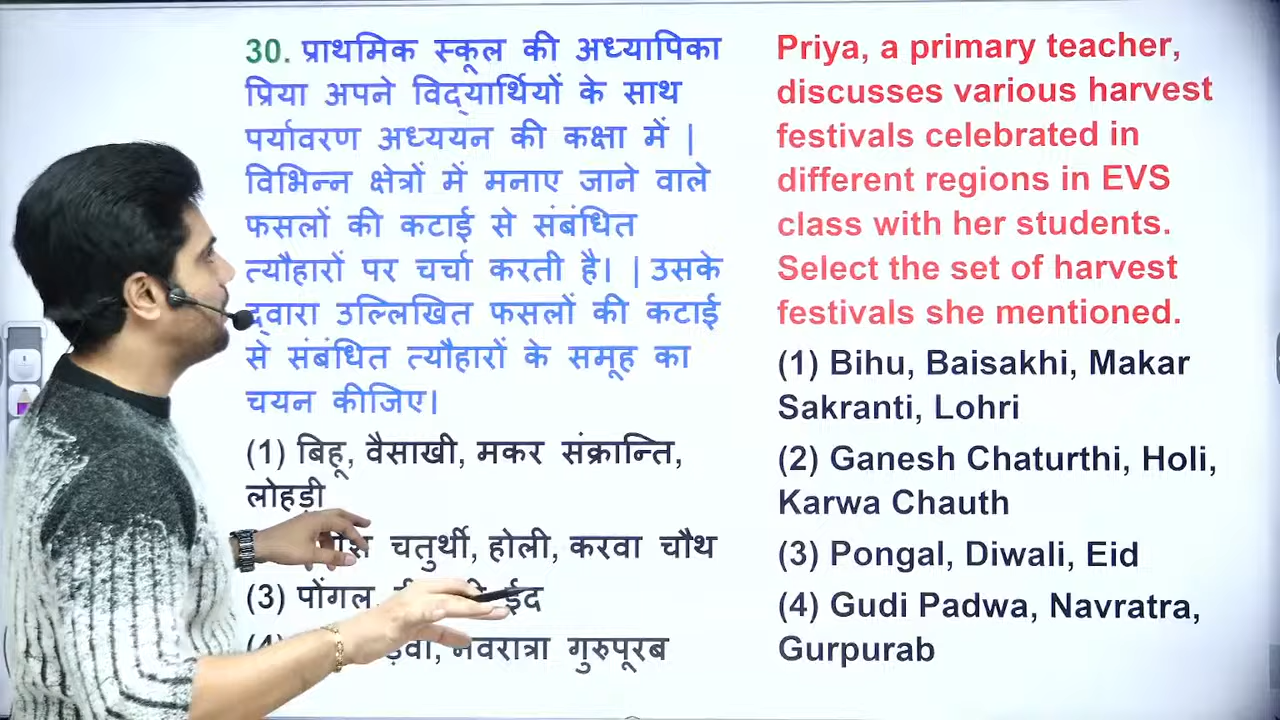 30. प्राथमिक स्कूल की अध्यापिका
प्रिया अपने विद्यार्थियों के साथ
पर्यावरण अध्ययन की कक्षा में |
विभिन्न क्षेत्रों में मनाए जाने वाले
फसलों की कटाई से संबंधित
त्यौहारों पर चर्चा करती है। | उसके
द्वारा उल्लिखित फसलों की कटाई
से संबंधित त्यौहारों के समूह का
चयन कीजिए।
(1) बिहू, वैसाखी, मकर संक्रान्ति,
लोहड़ी
चतुर्थी, होली, करवा चौथ
(3) पोंगल, ईद
नवरात्रा गुरुपूरब
Priya, a primary teacher,
discusses various harvest
festivals celebrated in
different regions in EVS
class with her students.
Select the set of harvest
festivals she mentioned.
(1) Bihu, Baisakhi, Makar
Sakranti, Lohri
(2) Ganesh Chaturthi, Holi,
Karwa Chauth
(3) Pongal, Diwali, Eid
(4) Gudi Padwa, Navratra,
Gurpurab